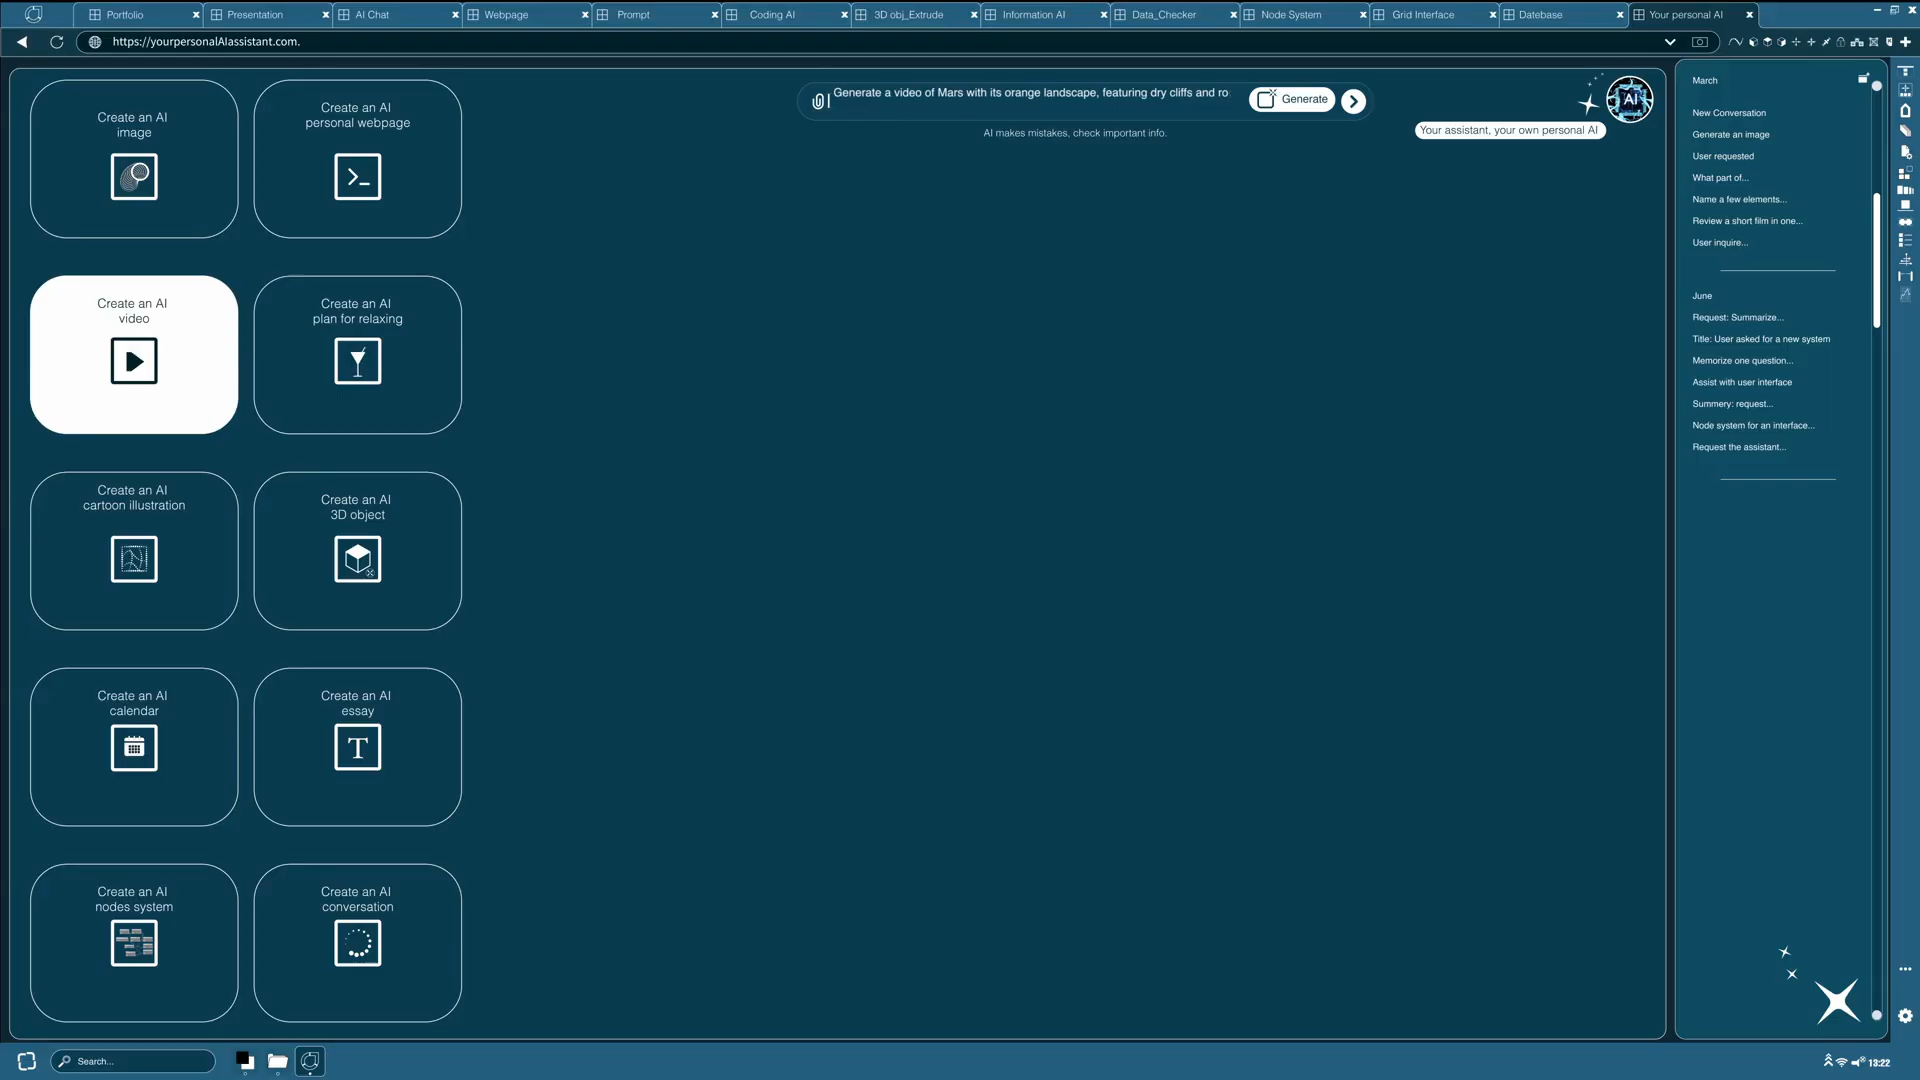 Portfolio
Presentation
AI Chat
Webpage
Prompt
Coding AI
3D obj_Extrude
Information AI
Data_Checker
Node System
Grid Interface
Datebase
Your personal AI
https://yourpersonalAIassistant.com.
Create an AI
image
Create an AI
personal webpage
Create an AI
video
Create an AI
plan for relaxing
Create an AI
cartoon illustration
Create an AI
3D object
Create an AI
calendar
Create an AI
essay
T
Create an AI
nodes system
Create an AI
conversation
Generate a video of Mars with its orange landscape, featuring dry cliffs and ro
Generate
AI makes mistakes, check important info.
AI
Your assistant, your own personal AI
March
New Conversation
Generate an image
User requested
What part of...
Name a few elements...
Review a short film in one...
User inquire...
June
Request: Summarize...
Title: User asked for a new system
Memorize one question...
Assist with user interface
Summery: request...
Node system for an interface...
Request the assistant...
Search...
13:22